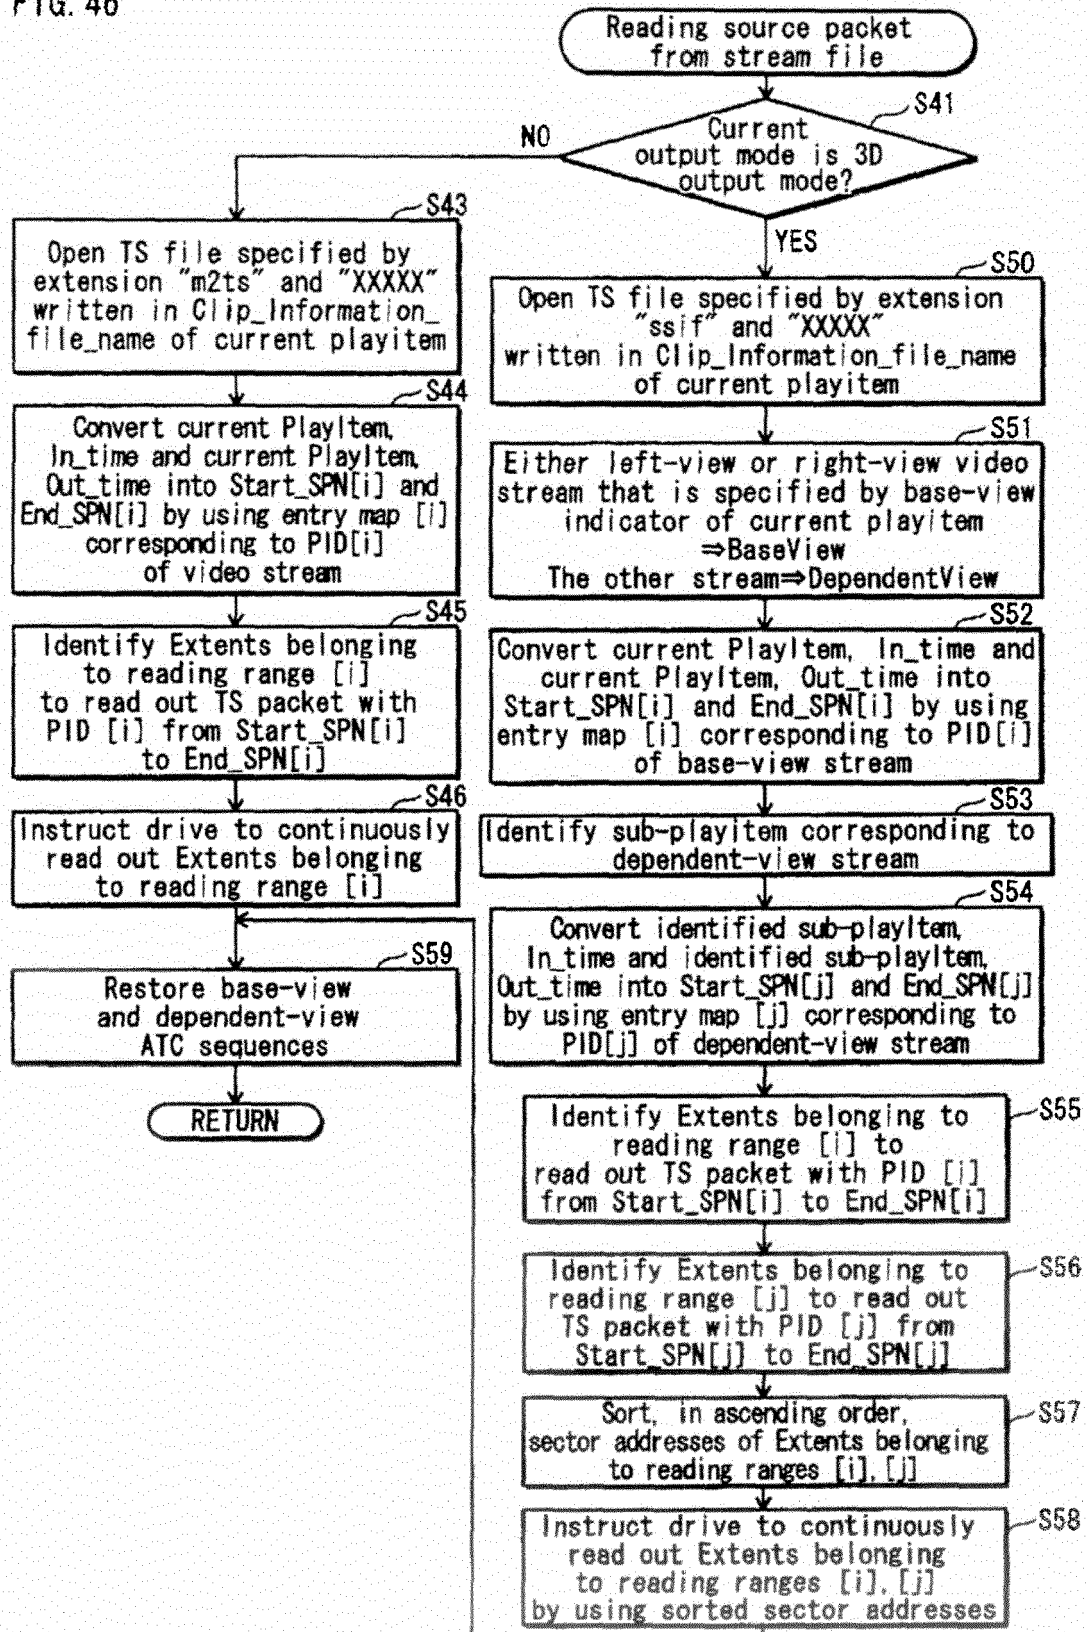 FIG. 46
Reading source packet
from stream file
S41
Current
output mode is 3D
output mode?
NO
YES
S43
Open TS file specified by
extension "m2ts" and "XXXXX"
written in Clip_Information_
file_name of current playitem
S44
Convert current PlayItem,
In_time and current PlayItem,
Out_time into Start_SPN[i] and
End_SPN[i] by using entry map [i]
corresponding to PID[i]
of video stream
S45
Identify Extents belonging
to reading range [i]
to read out TS packet with
PID [i] from Start_SPN[i]
to End_SPN[i]
S46
Instruct drive to continuously
read out Extents belonging
to reading range [i]
S59
Restore base-view
and dependent-view
ATC sequences
RETURN
S50
Open TS file specified by extension
"ssif" and "XXXXX"
written in Clip_Information_file_name
of current playitem
S51
Either left-view or right-view video
stream that is specified by base-view
indicator of current playitem
⇒BaseView
The other stream⇒DependentView
S52
Convert current PlayItem, In_time and
current PlayItem, Out_time into
Start_SPN[i] and End_SPN[i] by using
entry map [i] corresponding to PID[i]
of base-view stream
S53
Identify sub-playitem corresponding to
dependent-view stream
S54
Convert identified sub-playItem,
In_time and identified sub-playItem,
Out_time into Start_SPN[j] and End_SPN[j]
by using entry map [j] corresponding to
PID[j] of dependent-view stream
S55
Identify Extents belonging to
reading range [i] to
read out TS packet with PID [i]
from Start_SPN[i] to End_SPN[i]
S56
Identify Extents belonging to
reading range [j] to read out
TS packet with PID [j] from
Start_SPN[j] to End_SPN[j]
S57
Sort, in ascending order,
sector addresses of Extents belonging
to reading ranges [i],[j]
S58
Instruct drive to continuously
read out Extents belonging
to reading ranges [i],[j]
by using sorted sector addresses